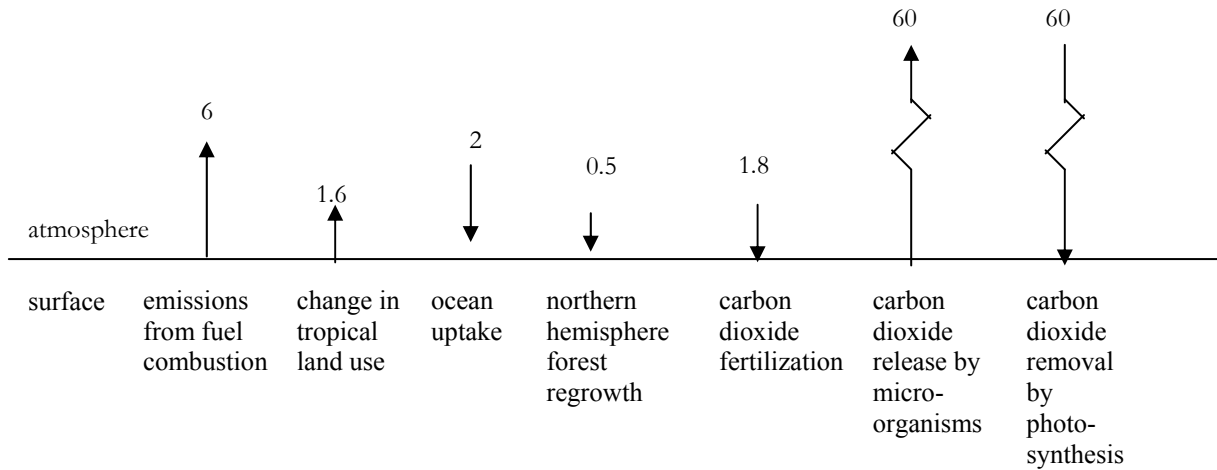 60
60
6
2
0.5
1.8
1.6
atmosphere
surface
emissions
from fuel
combustion
change in
tropical
land use
ocean
uptake
northern
hemisphere
forest
regrowth
carbon
dioxide
fertilization
carbon
dioxide
release by
micro-
organisms
carbon
dioxide
removal
by
photo-
synthesis